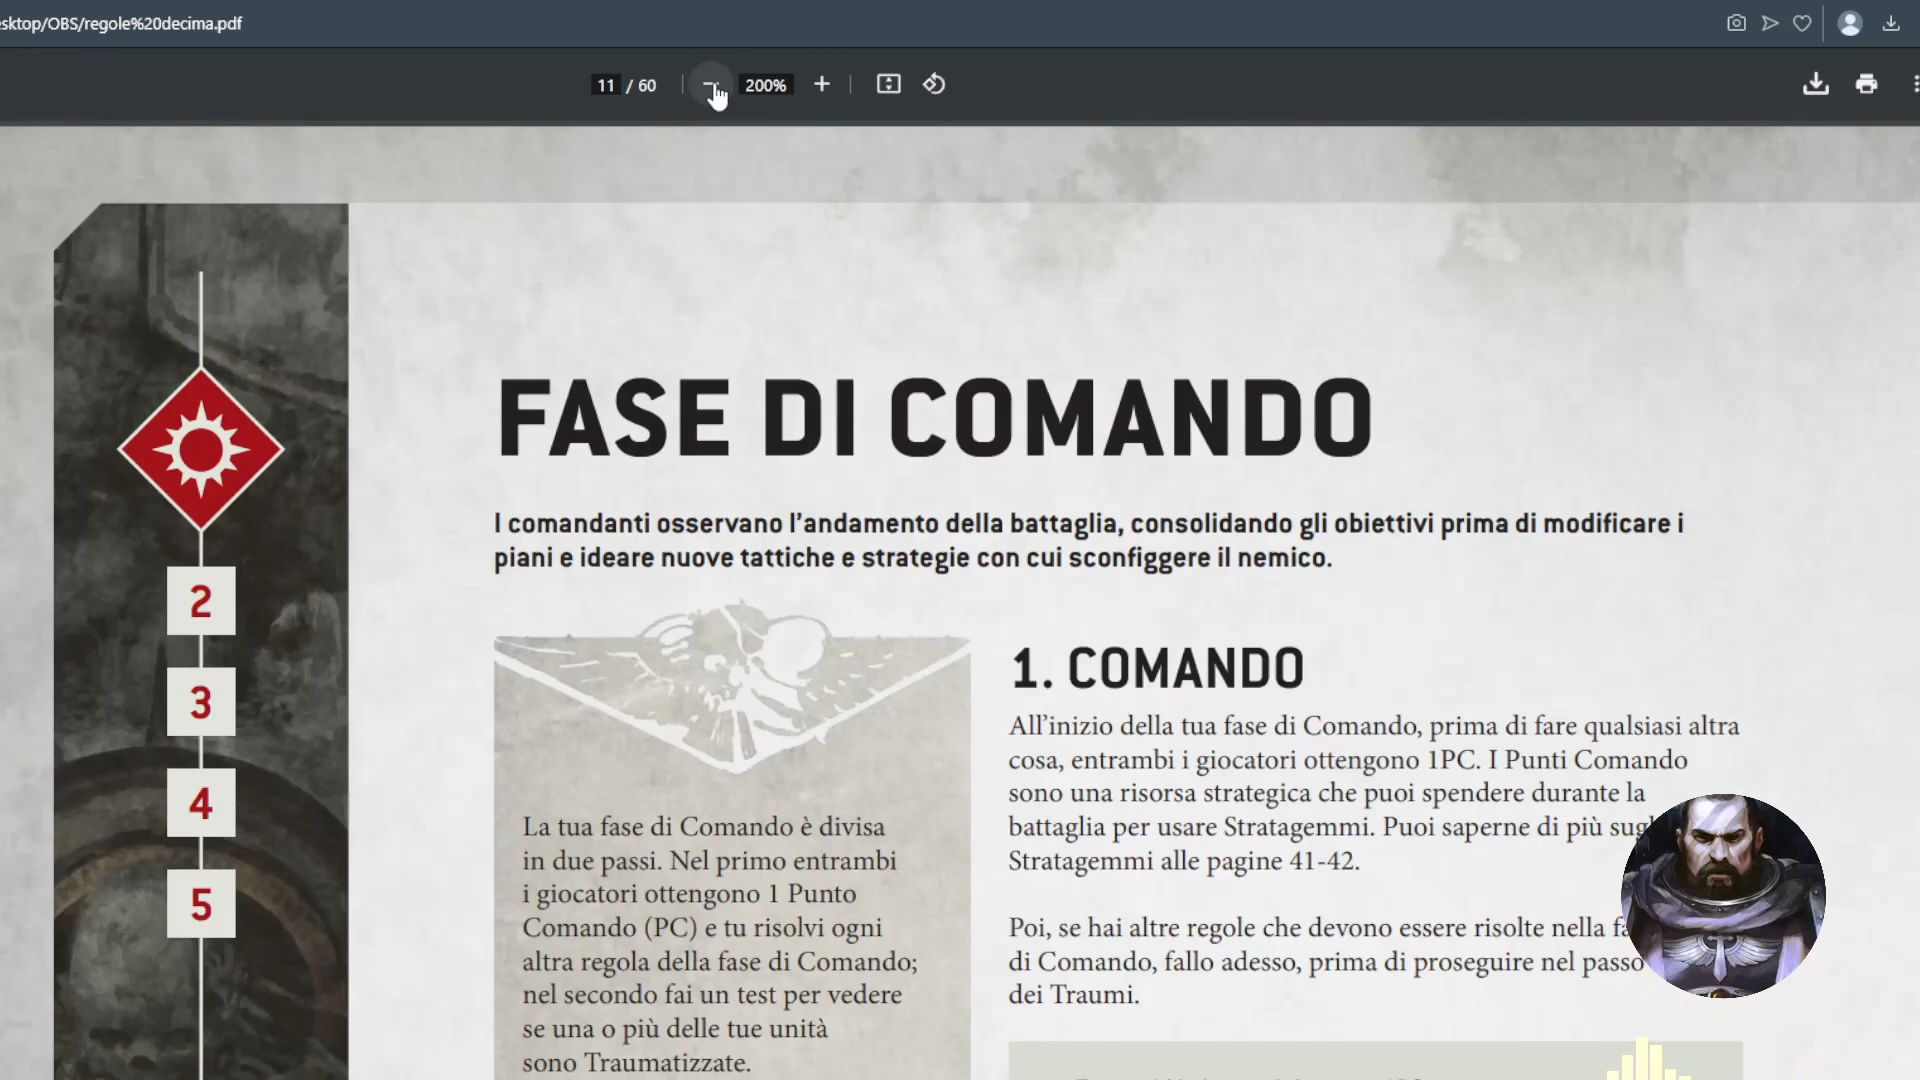 sktop/OBS/regole%20decima.pdf
11 / 60
200%
FASE DI COMANDO
I comandanti osservano l’andamento della battaglia, consolidando gli obiettivi prima di modificare i
piani e ideare nuove tattiche e strategie con cui sconfiggere il nemico.
2
3
4
5
La tua fase di Comando è divisa
in due passi. Nel primo entrambi
i giocatori ottengono 1 Punto
Comando (PC) e tu risolvi ogni
altra regola della fase di Comando;
nel secondo fai un test per vedere
se una o più delle tue unità
sono Traumatizzate.
1. COMANDO
All’inizio della tua fase di Comando, prima di fare qualsiasi altra
cosa, entrambi i giocatori ottengono 1PC. I Punti Comando
sono una risorsa strategica che puoi spendere durante la
battaglia per usare Stratagemmi. Puoi saperne di più
Stratagemmi alle pagine 41-42.
Poi, se hai altre regole che devono essere risolte nella
di Comando, fallo adesso, prima di proseguire nel passo
dei Traumi.